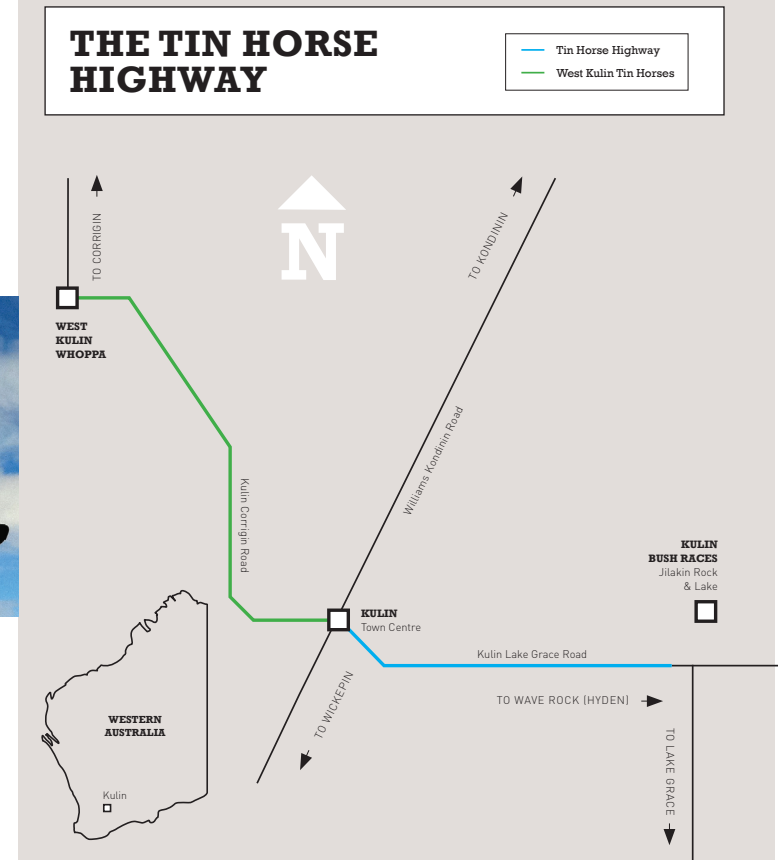 THE TIN HORSE
HIGHWAY
Tin Horse Highway
West Kulin Tin Horses
TO CORRIGIN
N
TO KONDININ
WEST
KULIN
WHOPPA
Williams Kondinin Road
Kulin Corrigin Road
KULIN
BUSH RACES
Jilakin Rock
& Lake
KULIN
Town Centre
Kulin Lake Grace Road
TO WICKEPIN
TO WAVE ROCK (HYDEN)
TO LAKE GRACE
WESTERN
AUSTRALIA
Kulin